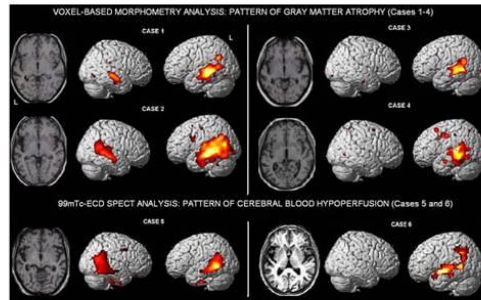 VOXEL-BASED MORPHOMETRY ANALYSIS: PATTERN OF GRAY MATTER ATROPHY (Cases 1-4)
CASE 1
L
CASE 3
L
CASE 2
CASE 4
99mTc-ECD SPECT ANALYSIS: PATTERN OF CEREBRAL BLOOD HYPOPERFUSION (Cases 5 and 6)
CASE 5
CASE 6